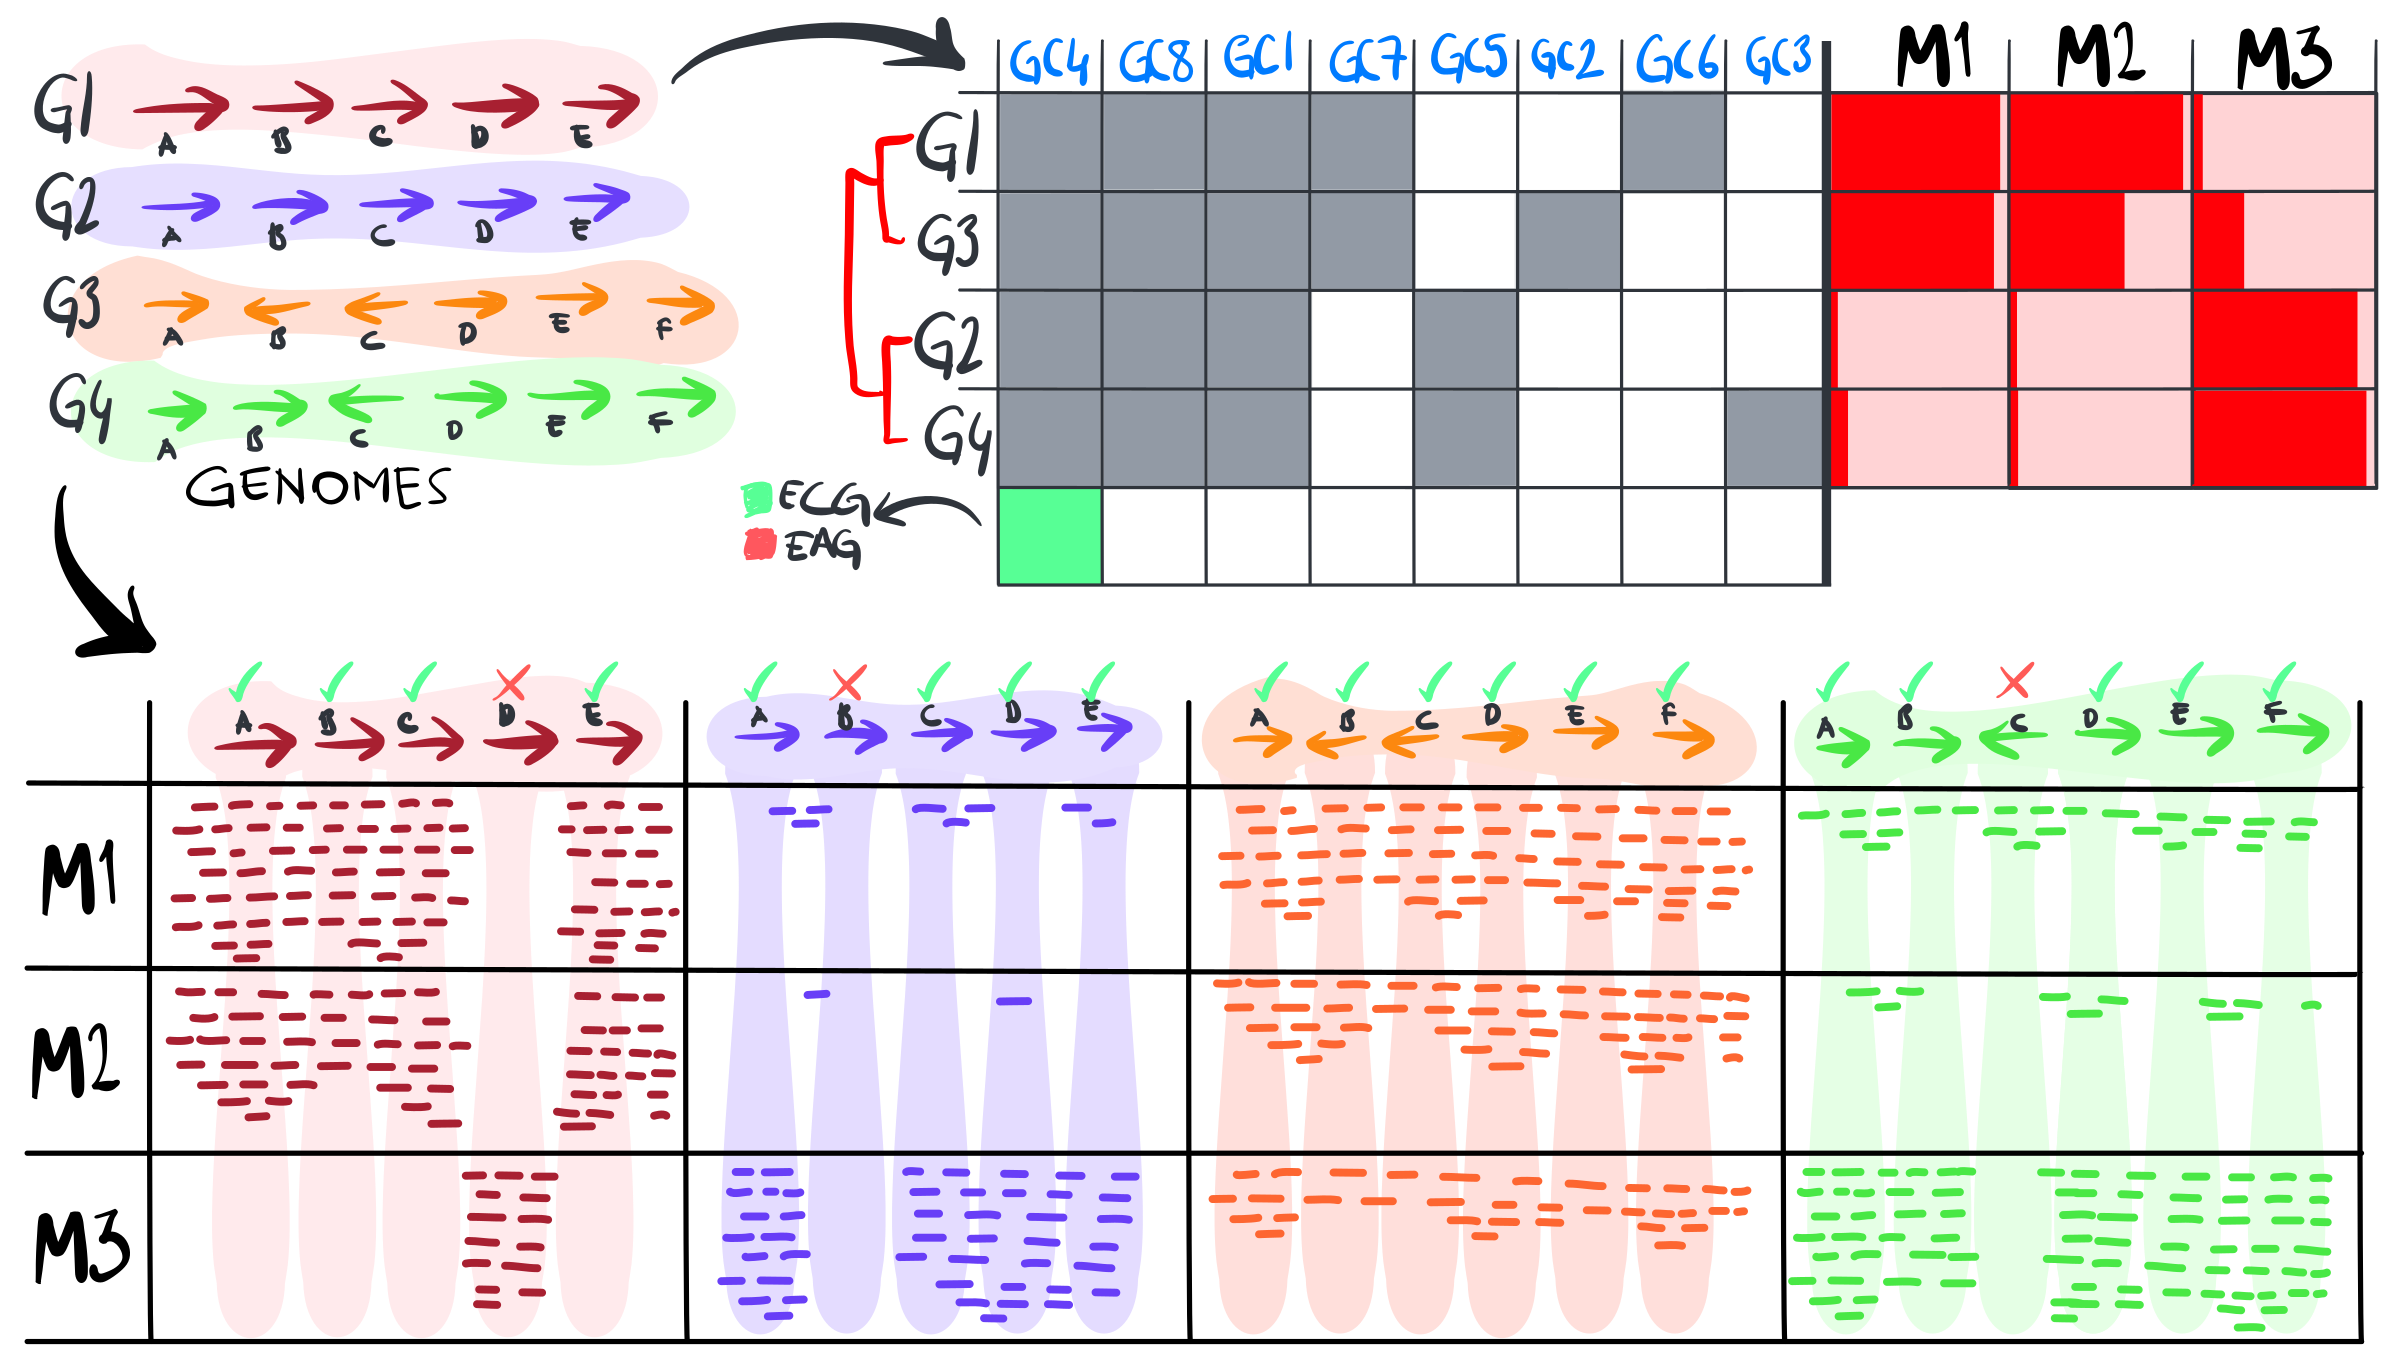 G1
A B C D E
G2
A B C D E
G3
A B C D E F
G4
A B C D E F
GENOMES
GC4 GC8 GC1 GC7 GC5 GC2 GC6 GC3 M1 M2 M3
G1
G3
G2
G4
ECG
EAG
A B C D E A B C D E A B C D E F A B C D E F
M1
M2
M3